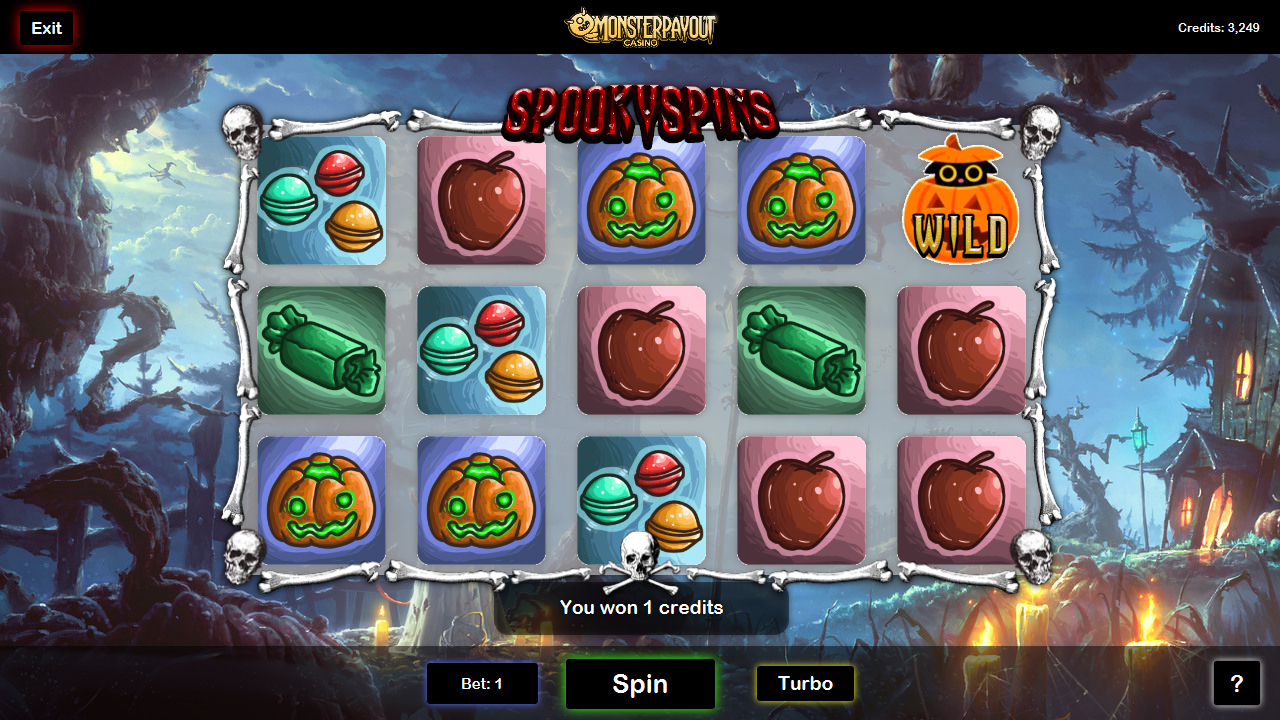 Exit
MONSTERPAYOUT
CASINO
Credits: 3,249
SPOOKYSPINS
WILD
You won 1 credits
Bet: 1
Spin
Turbo
?